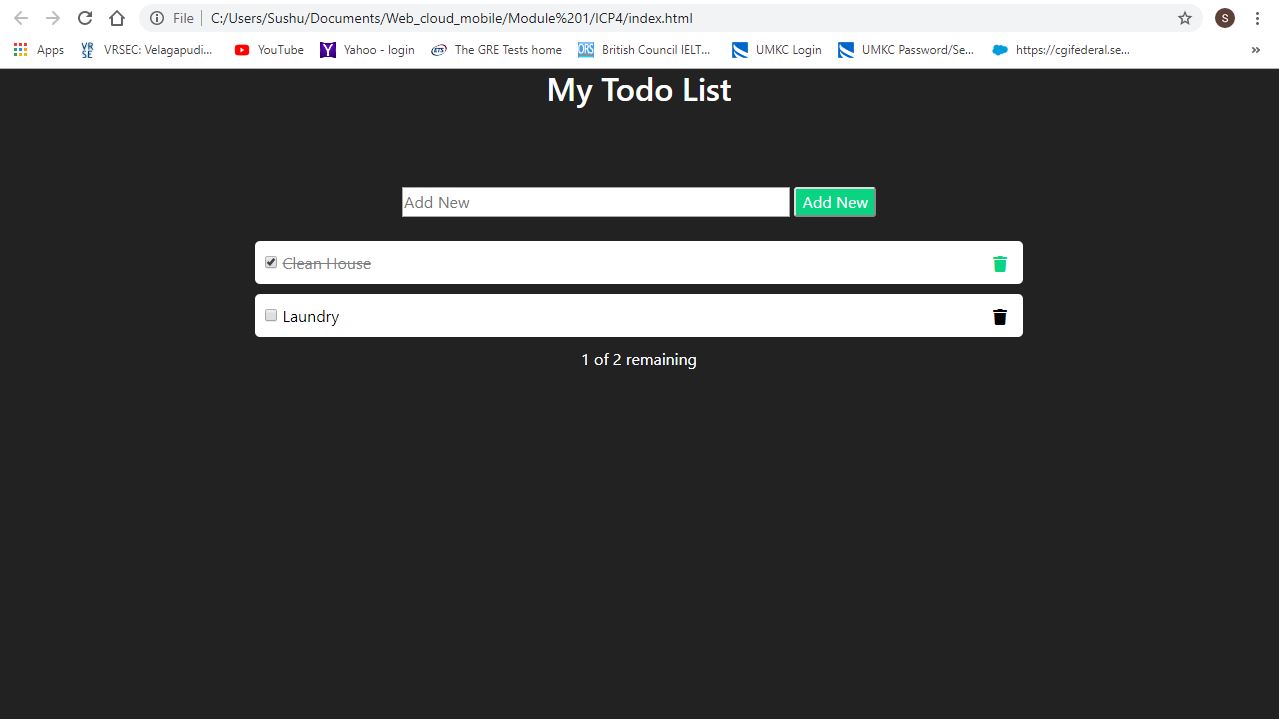 File C:/Users/Sushu/Documents/Web_cloud_mobile/Module%201/ICP4/index.html S
Apps VRSEC: Velagapudi... YouTube Yahoo - login ETS The GRE Tests home ORS British Council IELT... UMKC Login UMKC Password/Se... https://cgifederal.se... »
My Todo List
Add New Add New
Clean House
Laundry
1 of 2 remaining